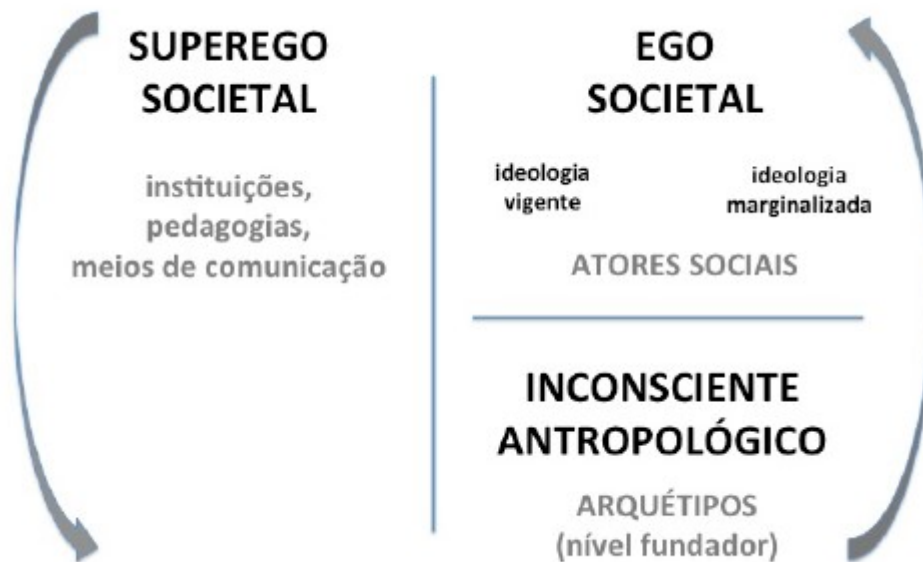 SUPEREGO
SOCIETAL
instituições,
pedagogias,
meios de comunicação
EGO
SOCIETAL
ideologia
vigente
ideologia
marginalizada
ATORES SOCIAIS
INCONSCIENTE
ANTROPOLÓGICO
ARQUÉTIPOS
(nível fundador)